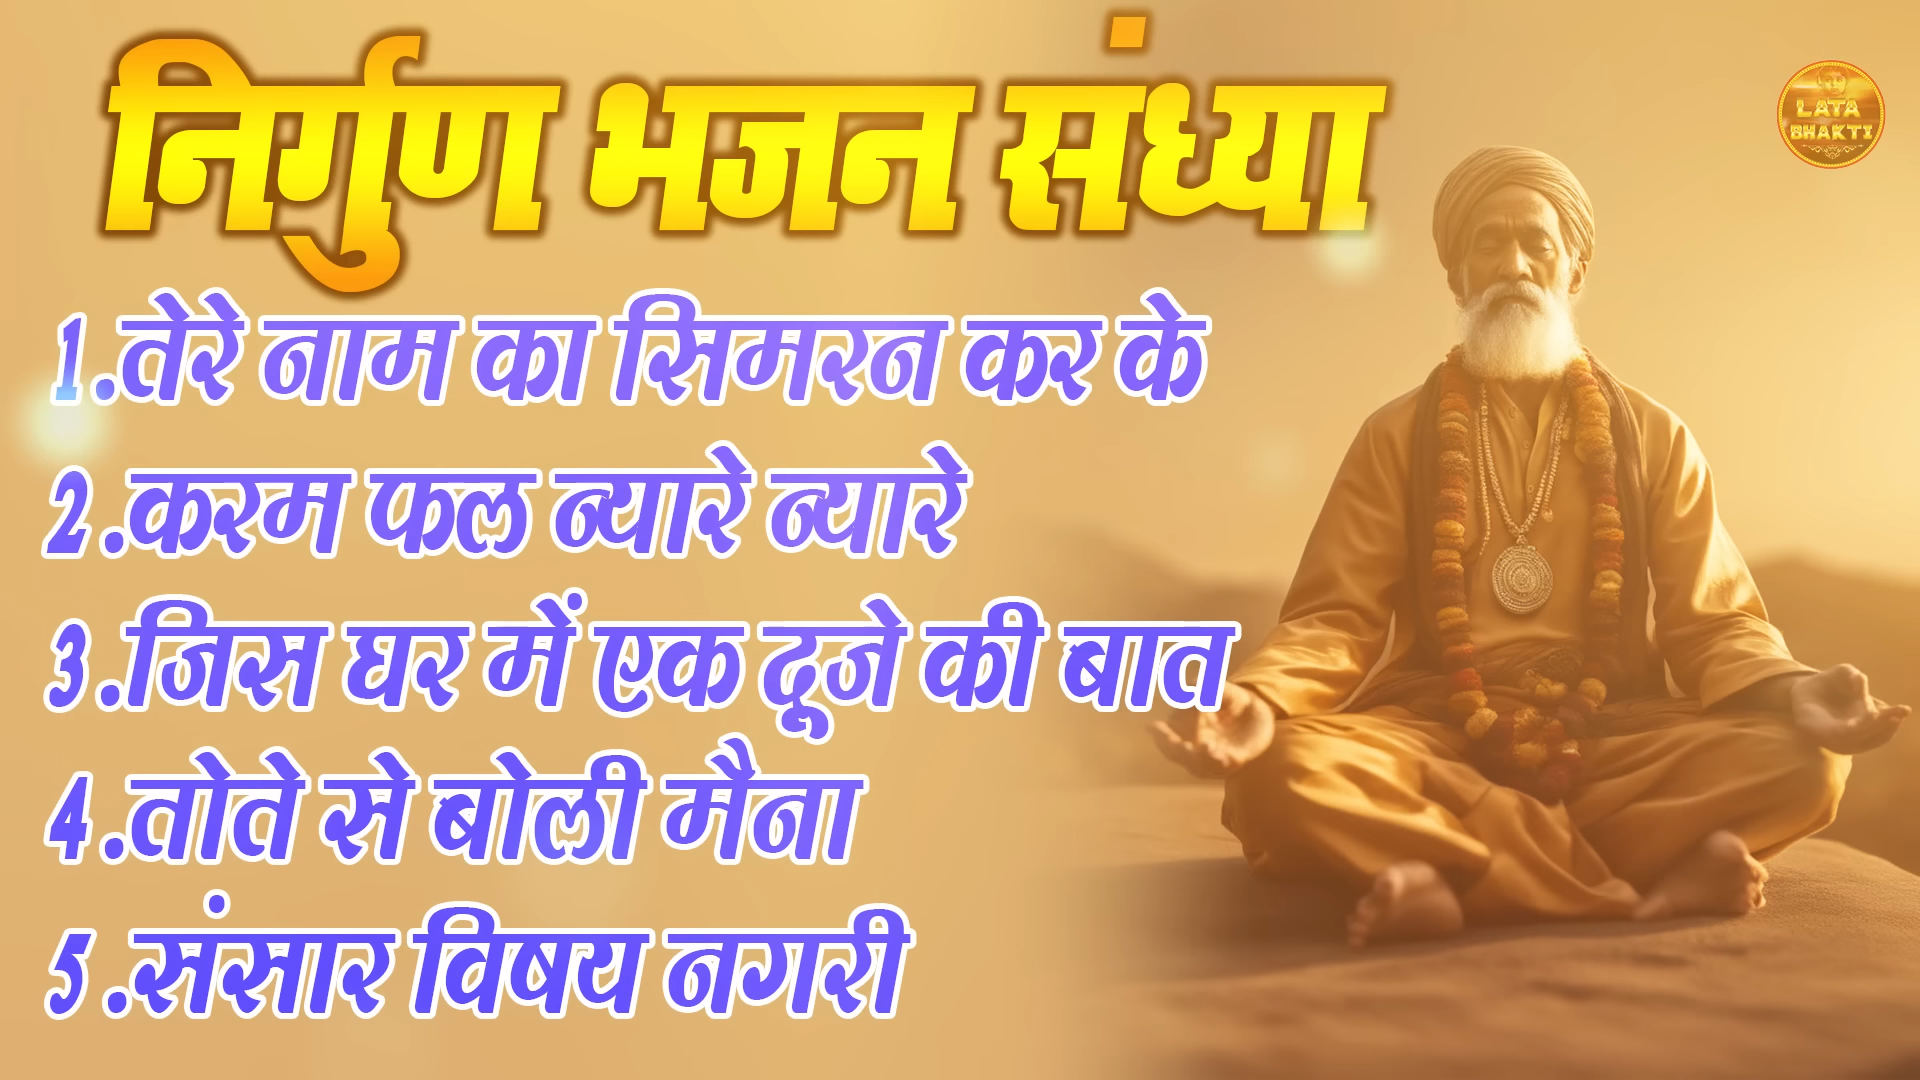 निर्गुण भजन संध्या
LATA
BHAKTI
1.तेरे नाम का सिमरन कर के
2.करम फल न्यारे न्यारे
3.जिस घर में एक दूजे की बात
4.तोते से बोली मैना
5.संसार विषय नगरी